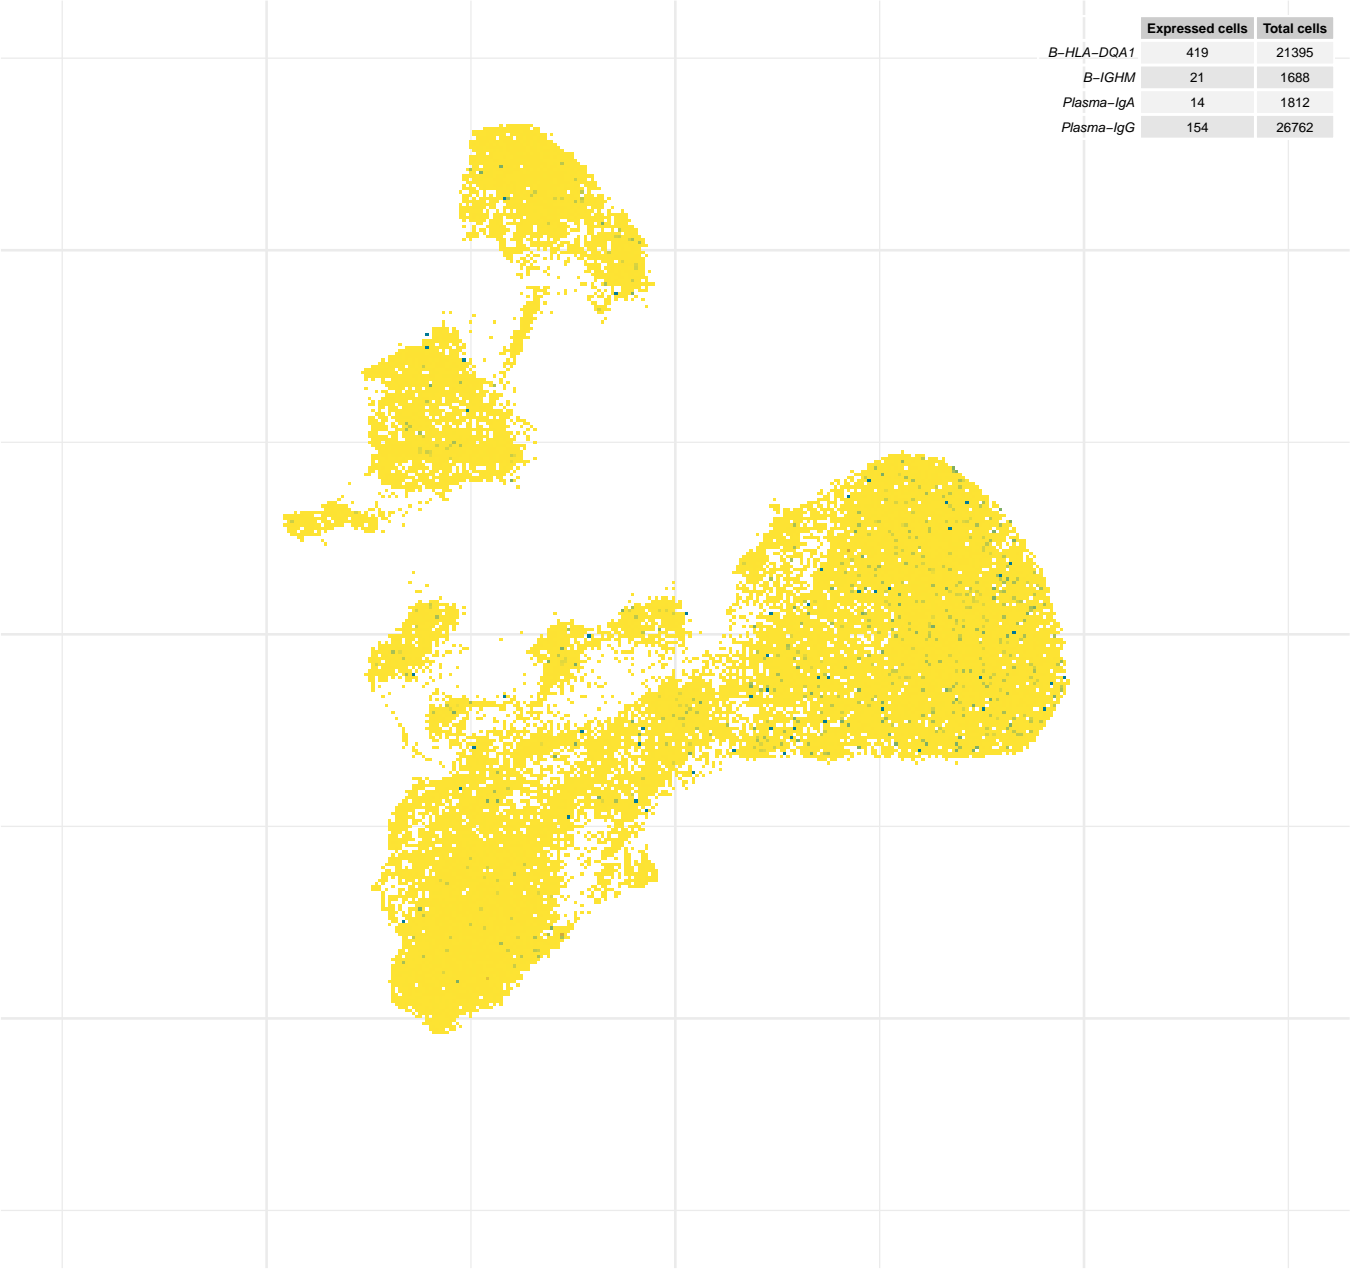 Expressed cells Total cells
B−HLA−DQA1 419 21395
B−IGHM 21 1688
Plasma−IgA 14 1812
Plasma−IgG 154 26762